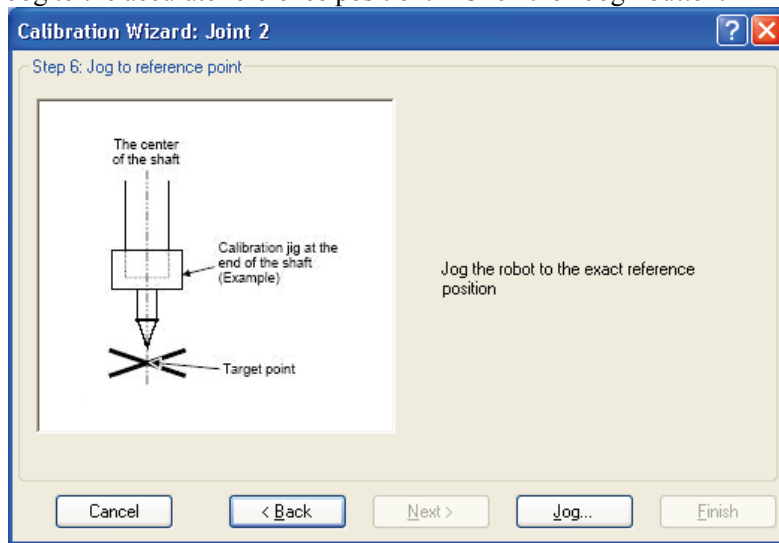 Calibration Wizard: Joint 2
Step 6: Jog to reference point
The center
of the shaft
Calibration jig at the
end of the shaft
(Example)
Target point
Jog the robot to the exact reference
position
Cancel
< Back
Next >
Jog...
Finish